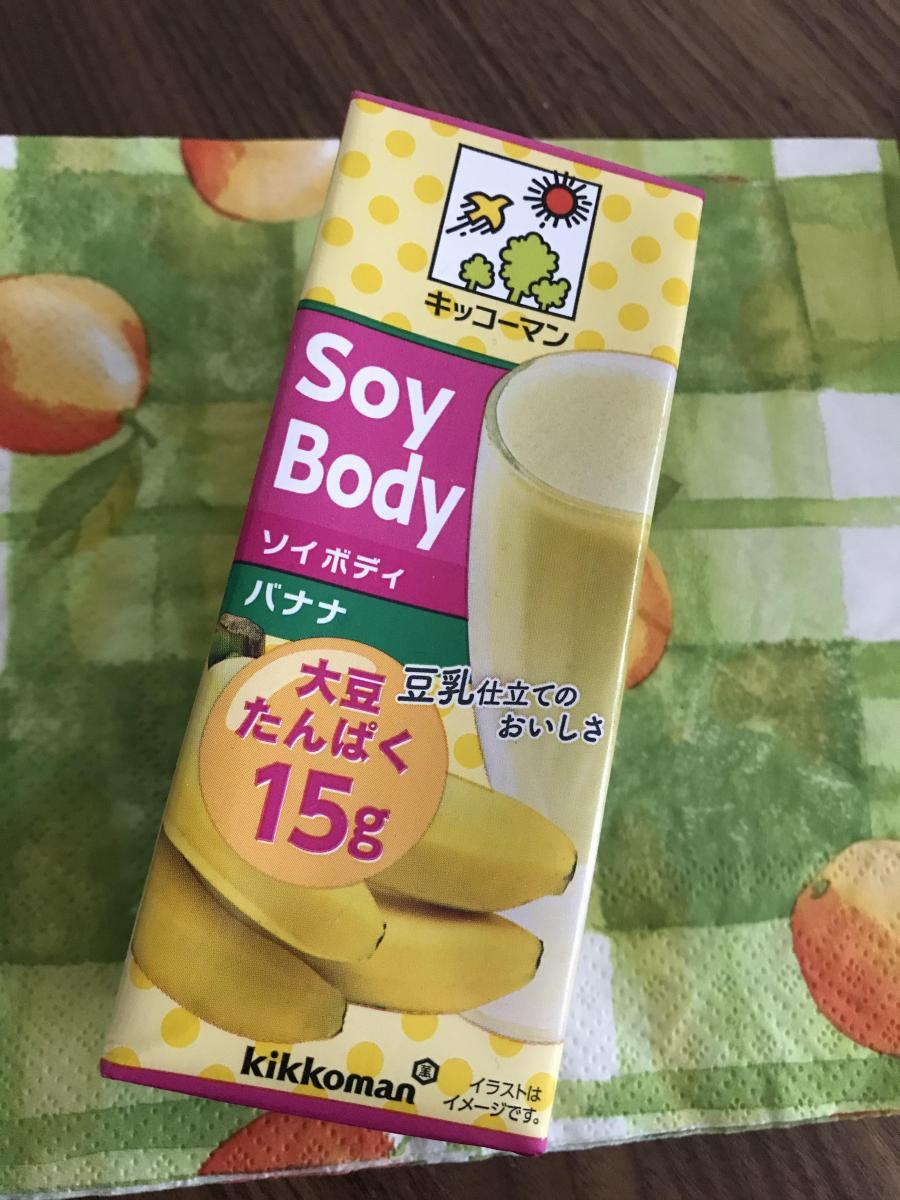 キッコーマン
Soy
Body
ソイボディ
バナナ
大豆
たんぱく
15g
豆乳仕立ての
おいしさ
kikkoman 萬
イラストは
イメージです。